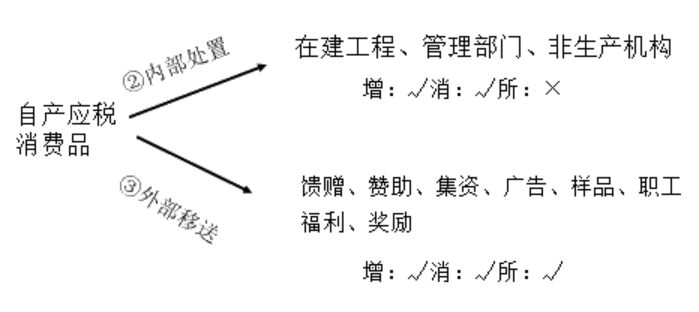 ②内部处置
在建工程、管理部门、非生产机构
增：√消：√所：×
自产应税
消费品
③外部移送
馈赠、赞助、集资、广告、样品、职工
福利、奖励
增：√消：√所：√